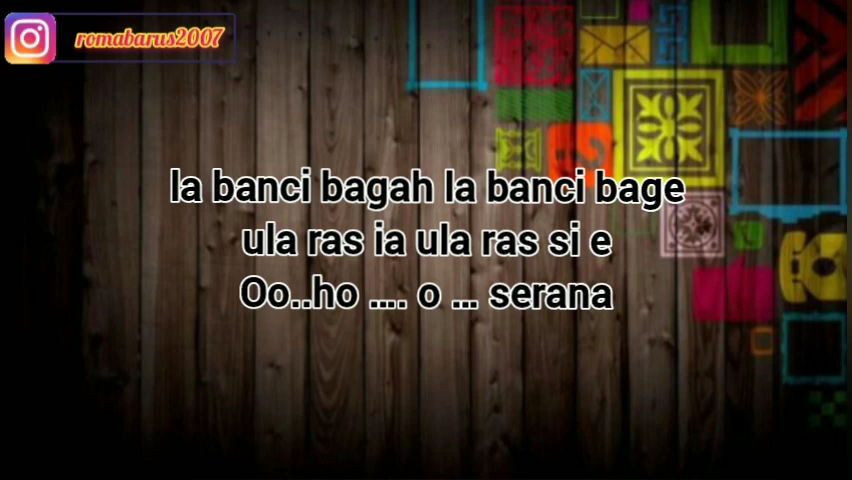 romabarus2007
la banci bagah la banci bage
ula ras ia ula ras si e
Oo..ho .... o ... serana